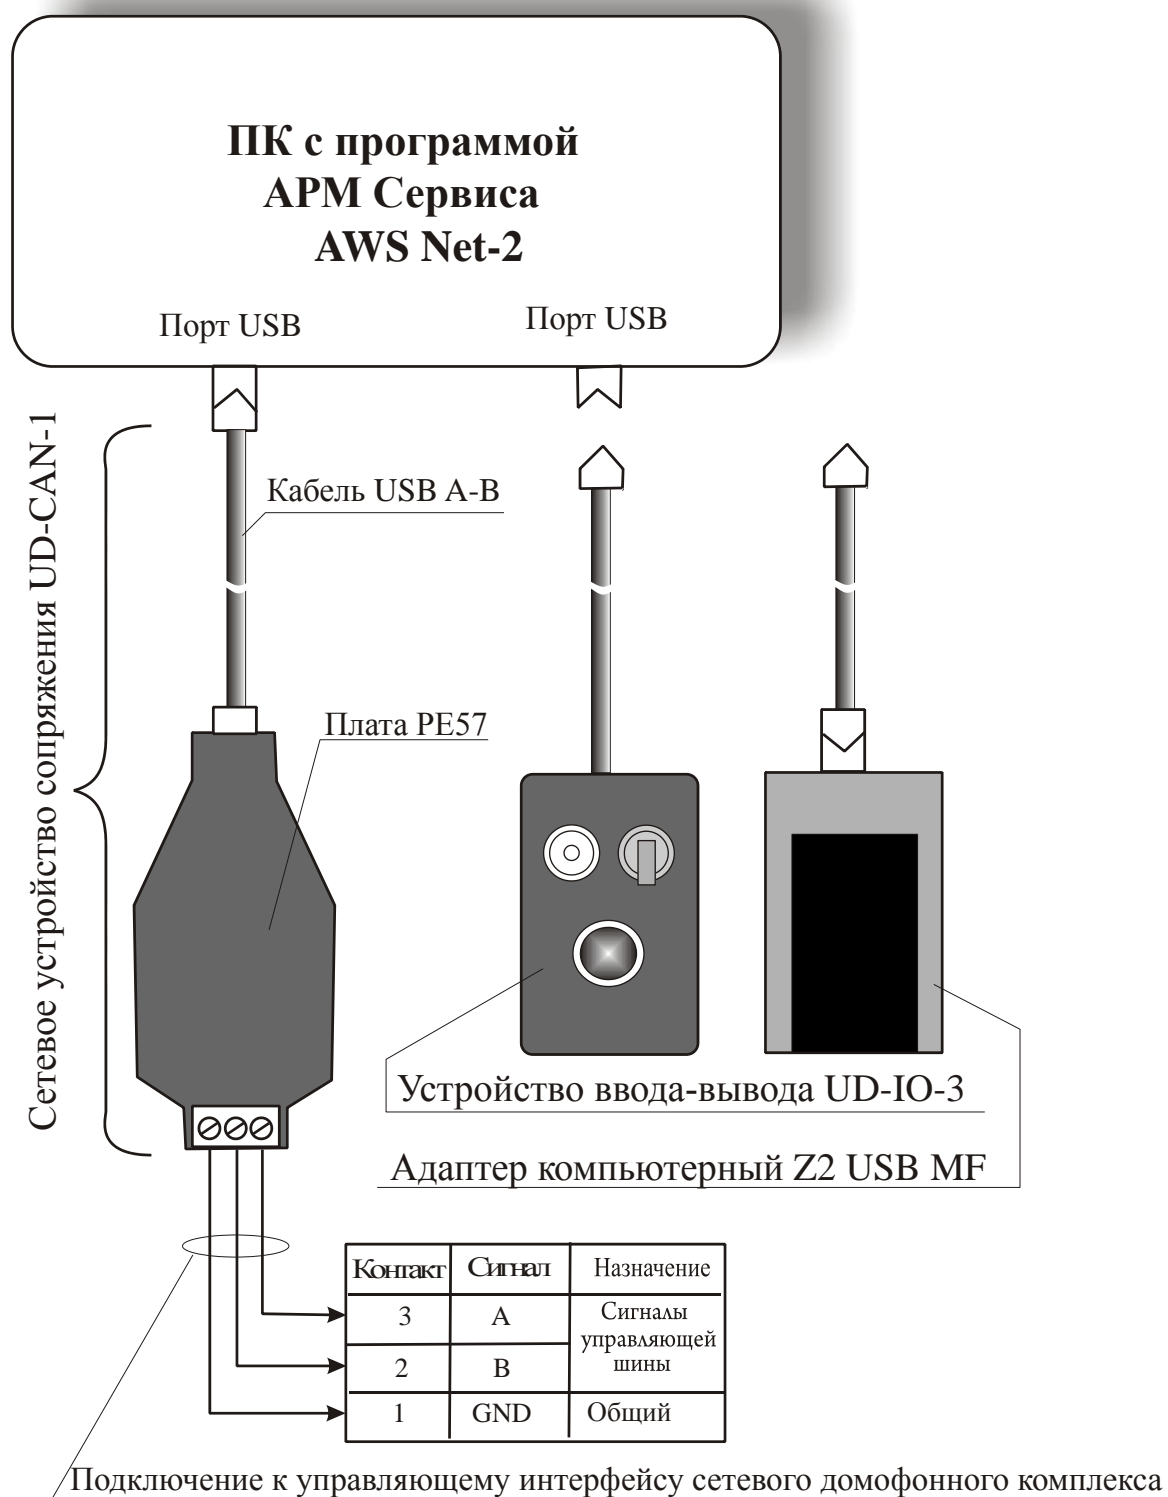 ПК с программой
АРМ Сервиса
AWS Net-2
Порт USB
Порт USB
Сетевое устройство сопряжения UD-CAN-1
Кабель USB A-B
Плата PE57
Устройство ввода-вывода UD-IO-3
Адаптер компьютерный Z2 USB MF
Контакт Сигнал Назначение
3 A Сигналы
управляющей
шины
2 B
1 GND Общий
Подключение к управляющему интерфейсу сетевого домофонного комплекса